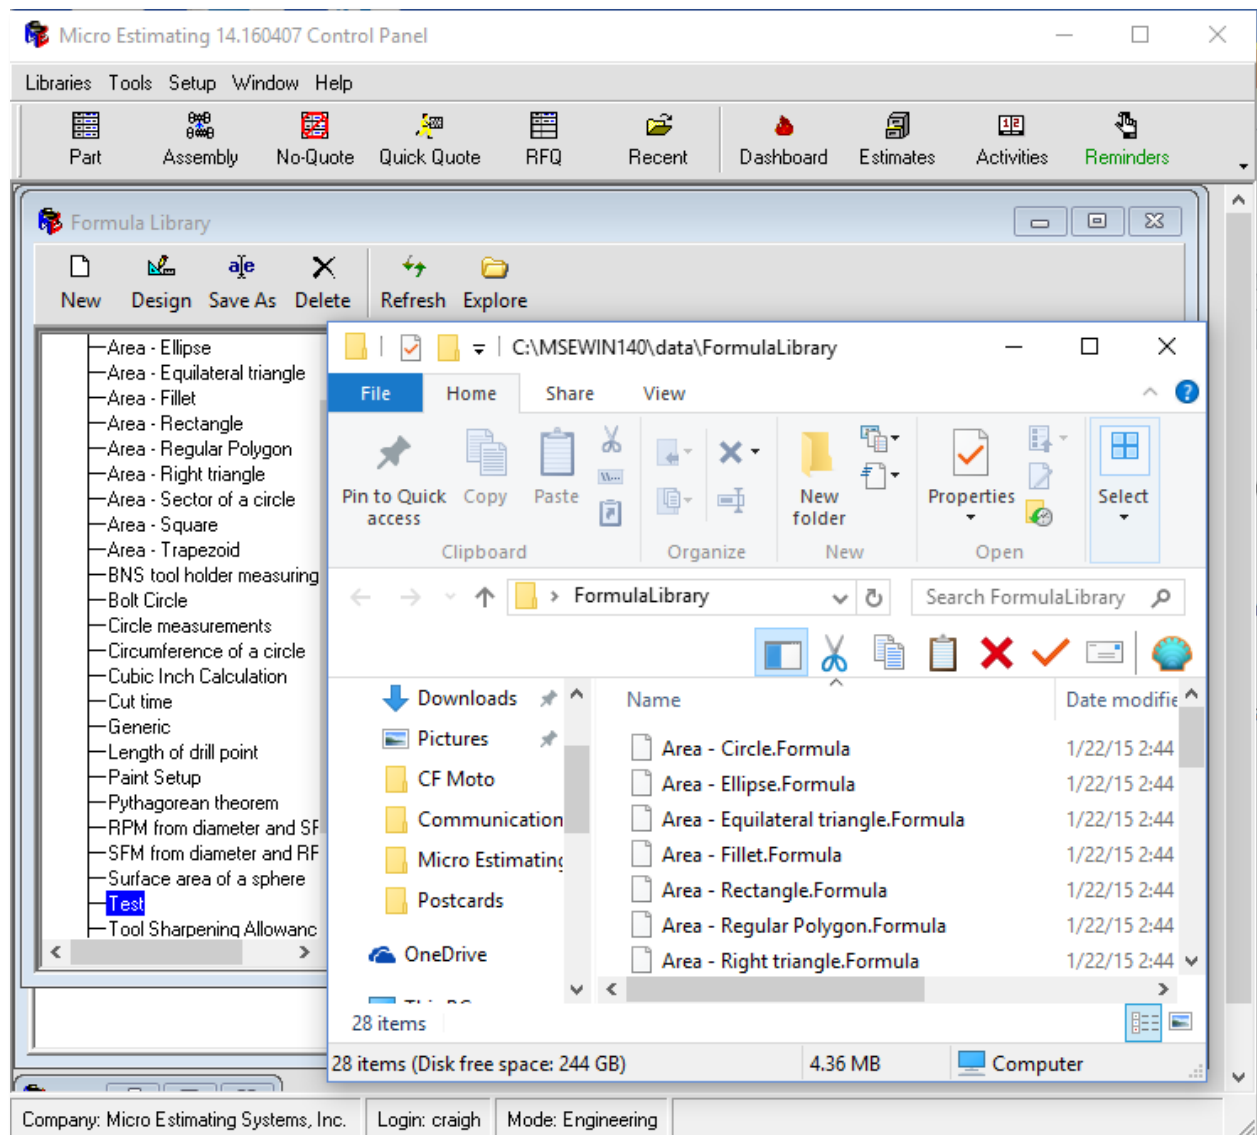 Micro Estimating 14.160407 Control Panel
Libraries Tools Setup Window Help
Part Assembly No-Quote Quick Quote RFQ Recent Dashboard Estimates Activities Reminders
Formula Library
New Design Save As Delete Refresh Explore
Area - Ellipse
Area - Equilateral triangle
Area - Fillet
Area - Rectangle
Area - Regular Polygon
Area - Right triangle
Area - Sector of a circle
Area - Square
Area - Trapezoid
BNS tool holder measuring
Bolt Circle
Circle measurements
Circumference of a circle
Cubic Inch Calculation
Cut time
Generic
Length of drill point
Paint Setup
Pythagorean theorem
RPM from diameter and SF
SFM from diameter and RF
Surface area of a sphere
Test
Tool Sharpening Allowanc
C:\MSEWIN140\data\FormulaLibrary
File Home Share View
Pin to Quick access
Copy
Paste
New folder
Properties
Select
Clipboard Organize New Open
FormulaLibrary
Search FormulaLibrary
Downloads
Pictures
CF Moto
Communication
Micro Estimating
Postcards
OneDrive
Name Date modifie
Area - Circle.Formula 1/22/15 2:44
Area - Ellipse.Formula 1/22/15 2:44
Area - Equilateral triangle.Formula 1/22/15 2:44
Area - Fillet.Formula 1/22/15 2:44
Area - Rectangle.Formula 1/22/15 2:44
Area - Regular Polygon.Formula 1/22/15 2:44
Area - Right triangle.Formula 1/22/15 2:44
28 items
28 items (Disk free space: 244 GB) 4.36 MB Computer
Company: Micro Estimating Systems, Inc. Login: craigh Mode: Engineering